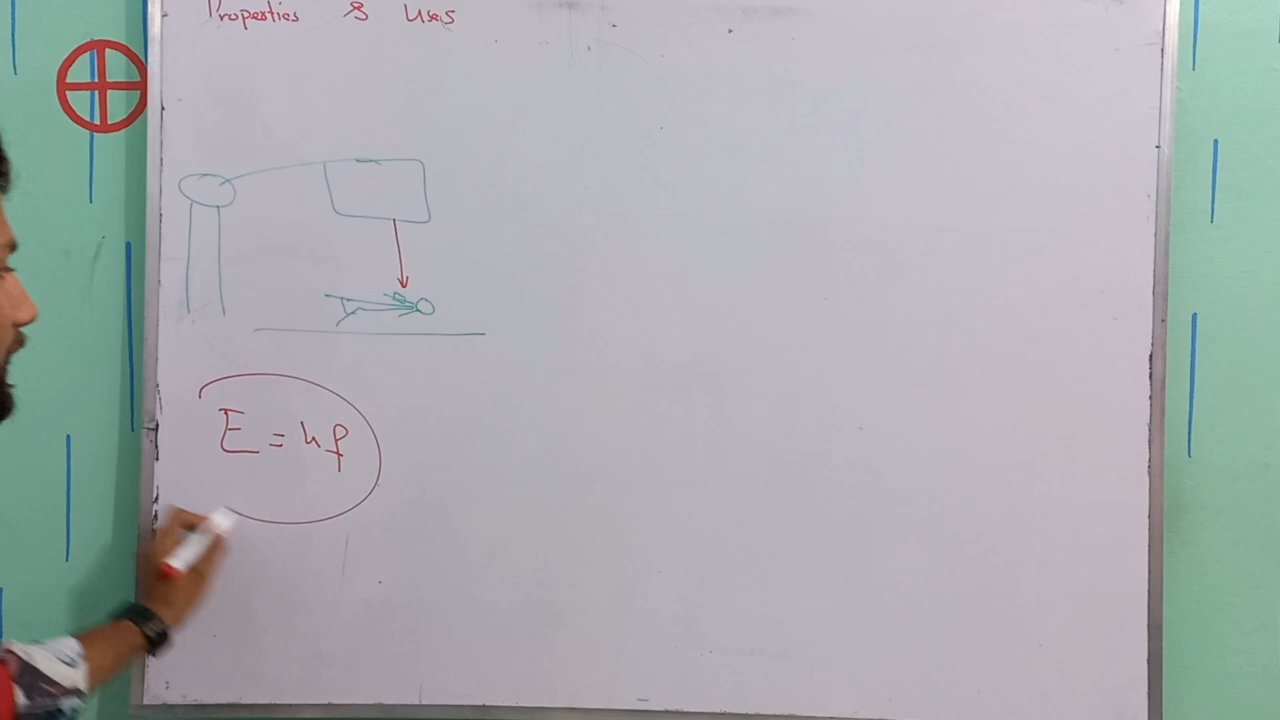 Properties & Uses
E = hf